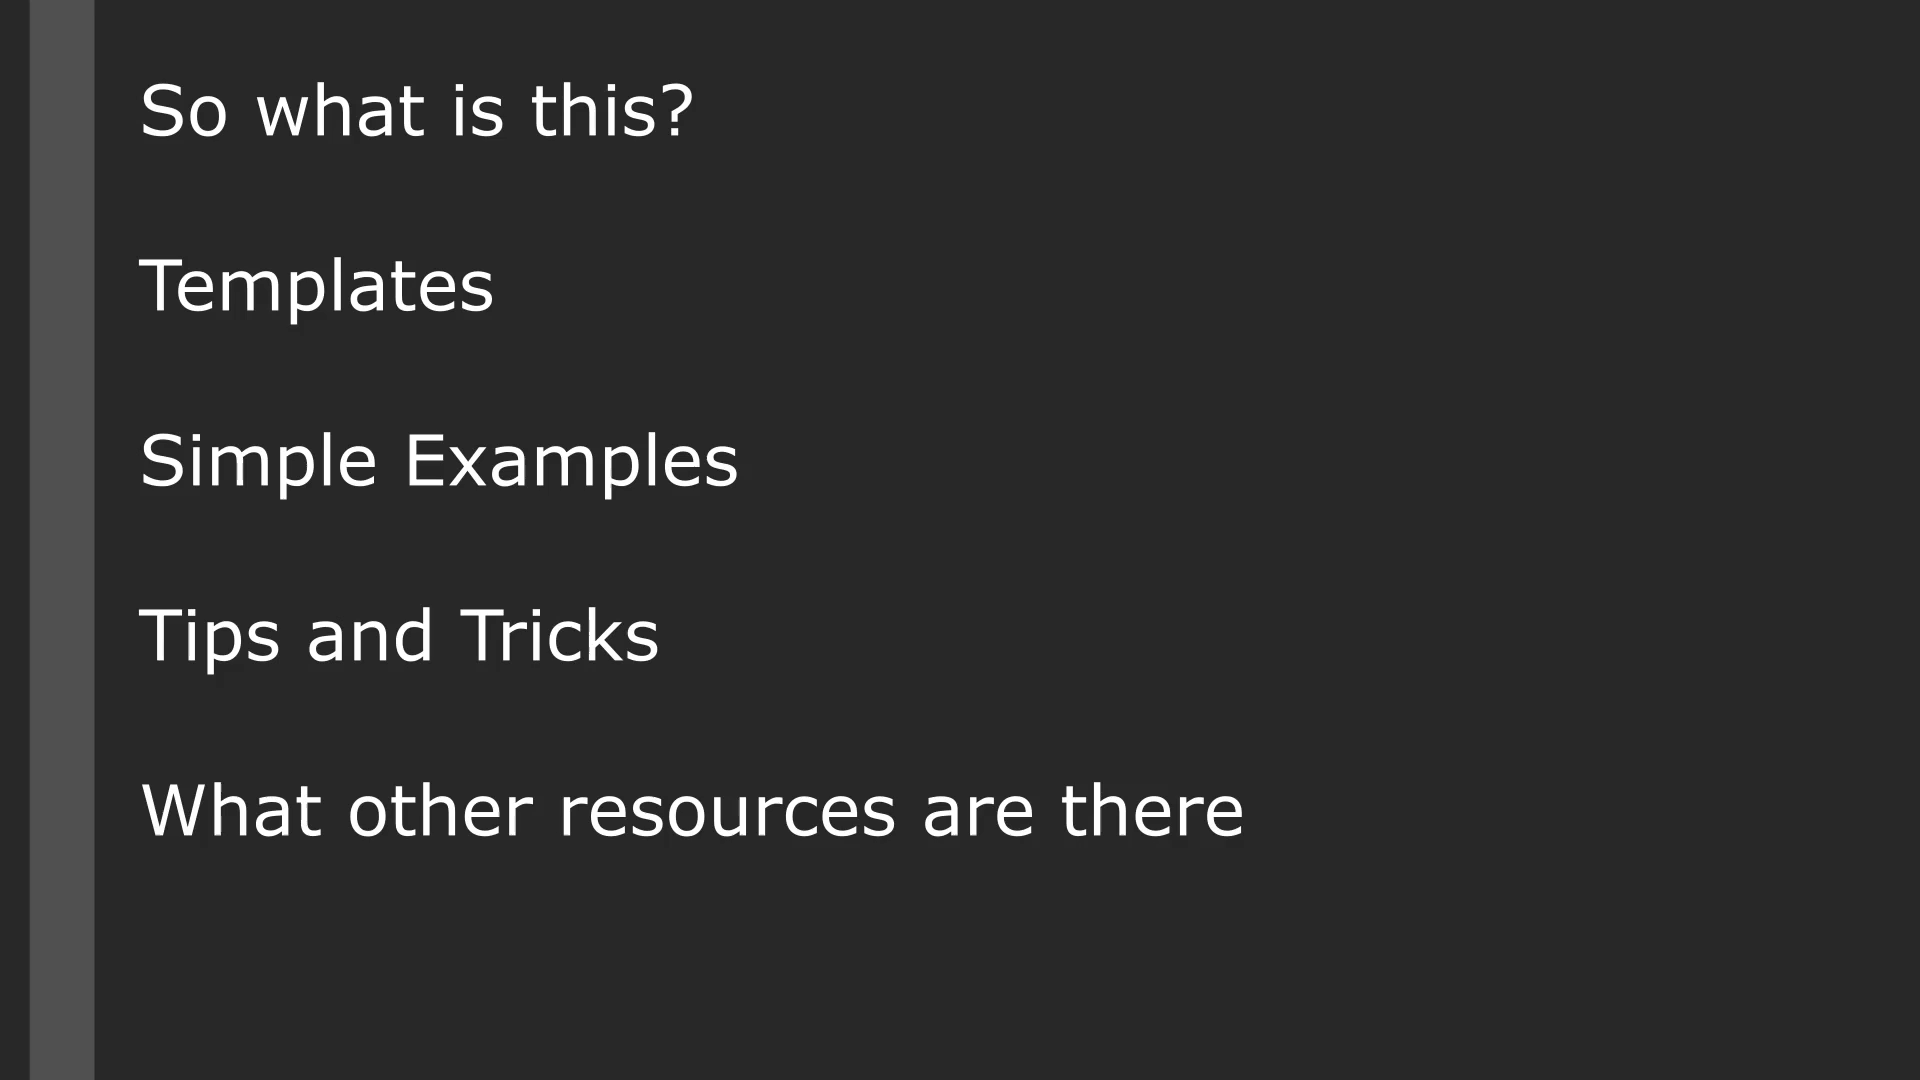 So what is this?
Templates
Simple Examples
Tips and Tricks
What other resources are there